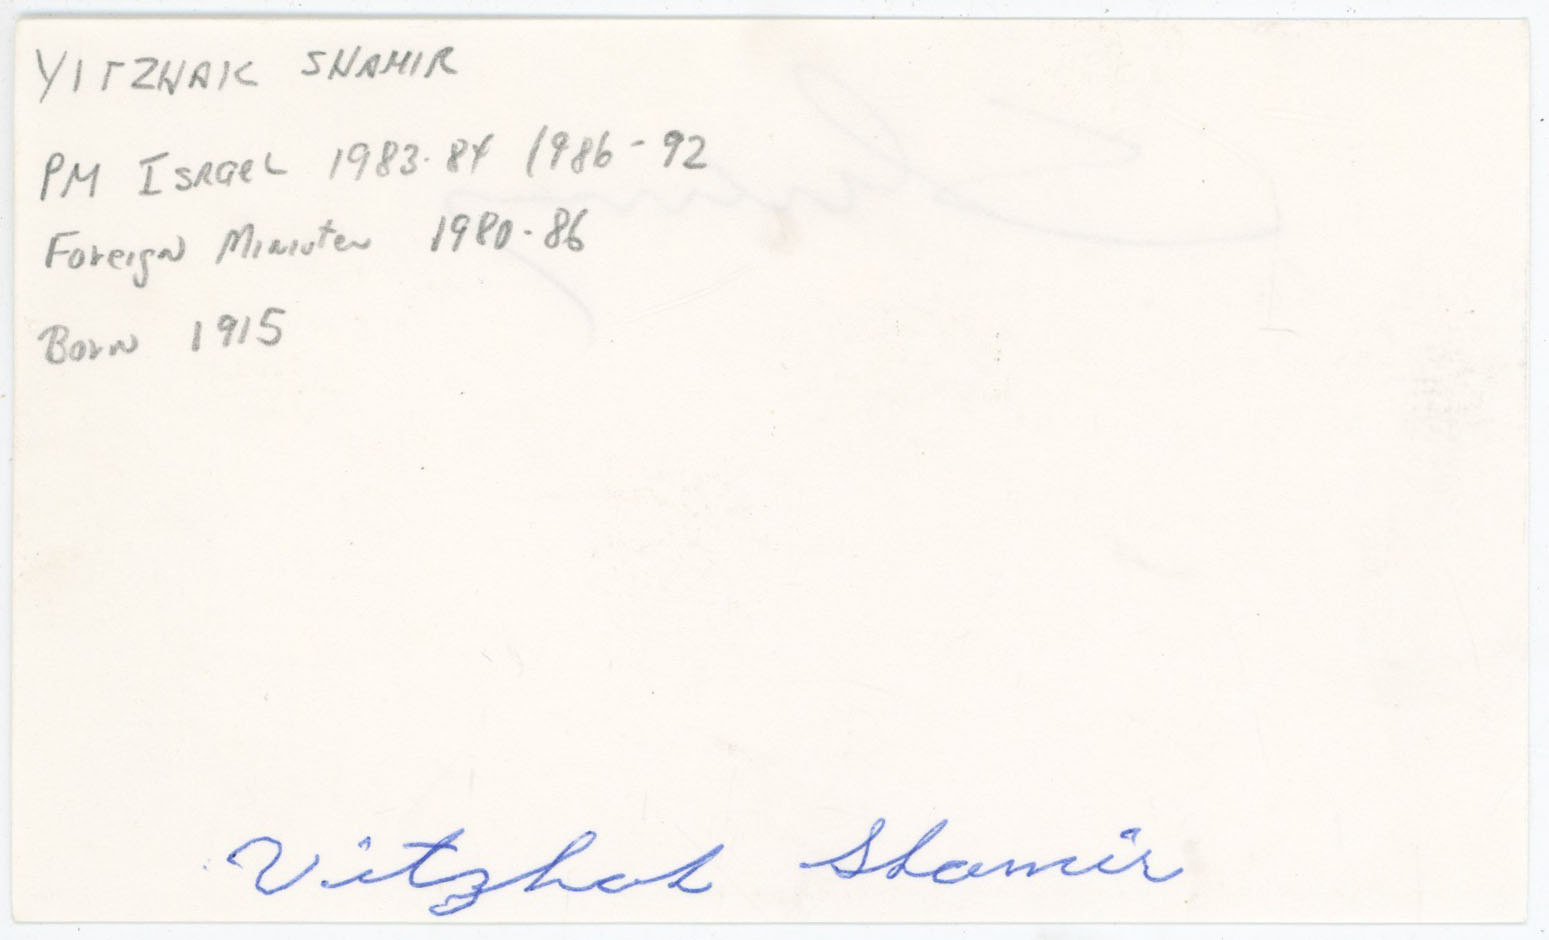 YITZHAK SHAMIR
PM ISRAEL 1983-84 1986-92
Foreign Minister 1980-86
Born 1915
Yitzhak Shamir